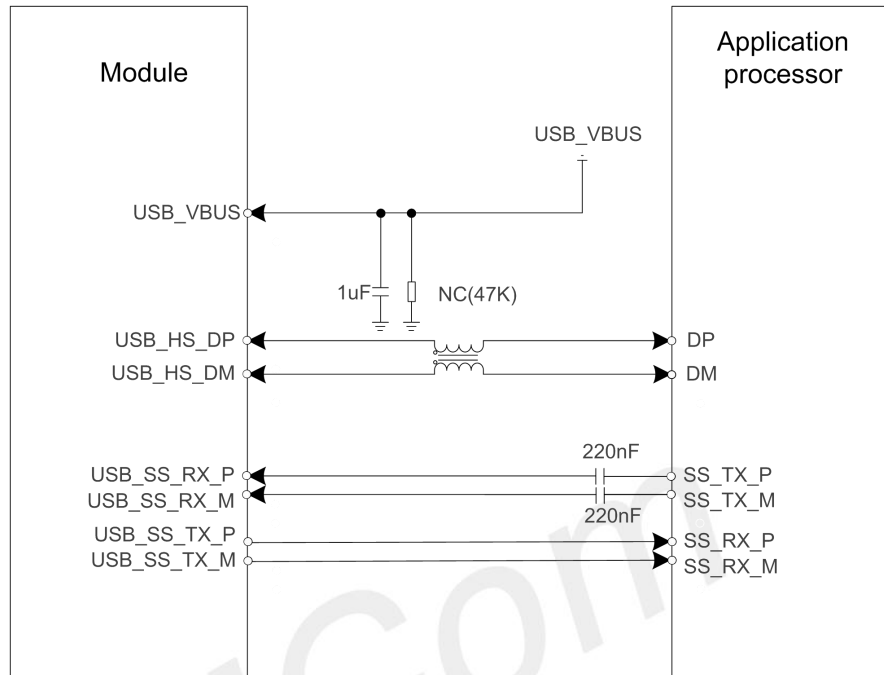 Module
Application
processor
USB_VBUS
USB_VBUS
1uF
NC(47K)
USB_HS_DP
DP
USB_HS_DM
DM
220nF
USB_SS_RX_P
SS_TX_P
USB_SS_RX_M
SS_TX_M
220nF
USB_SS_TX_P
SS_RX_P
USB_SS_TX_M
SS_RX_M